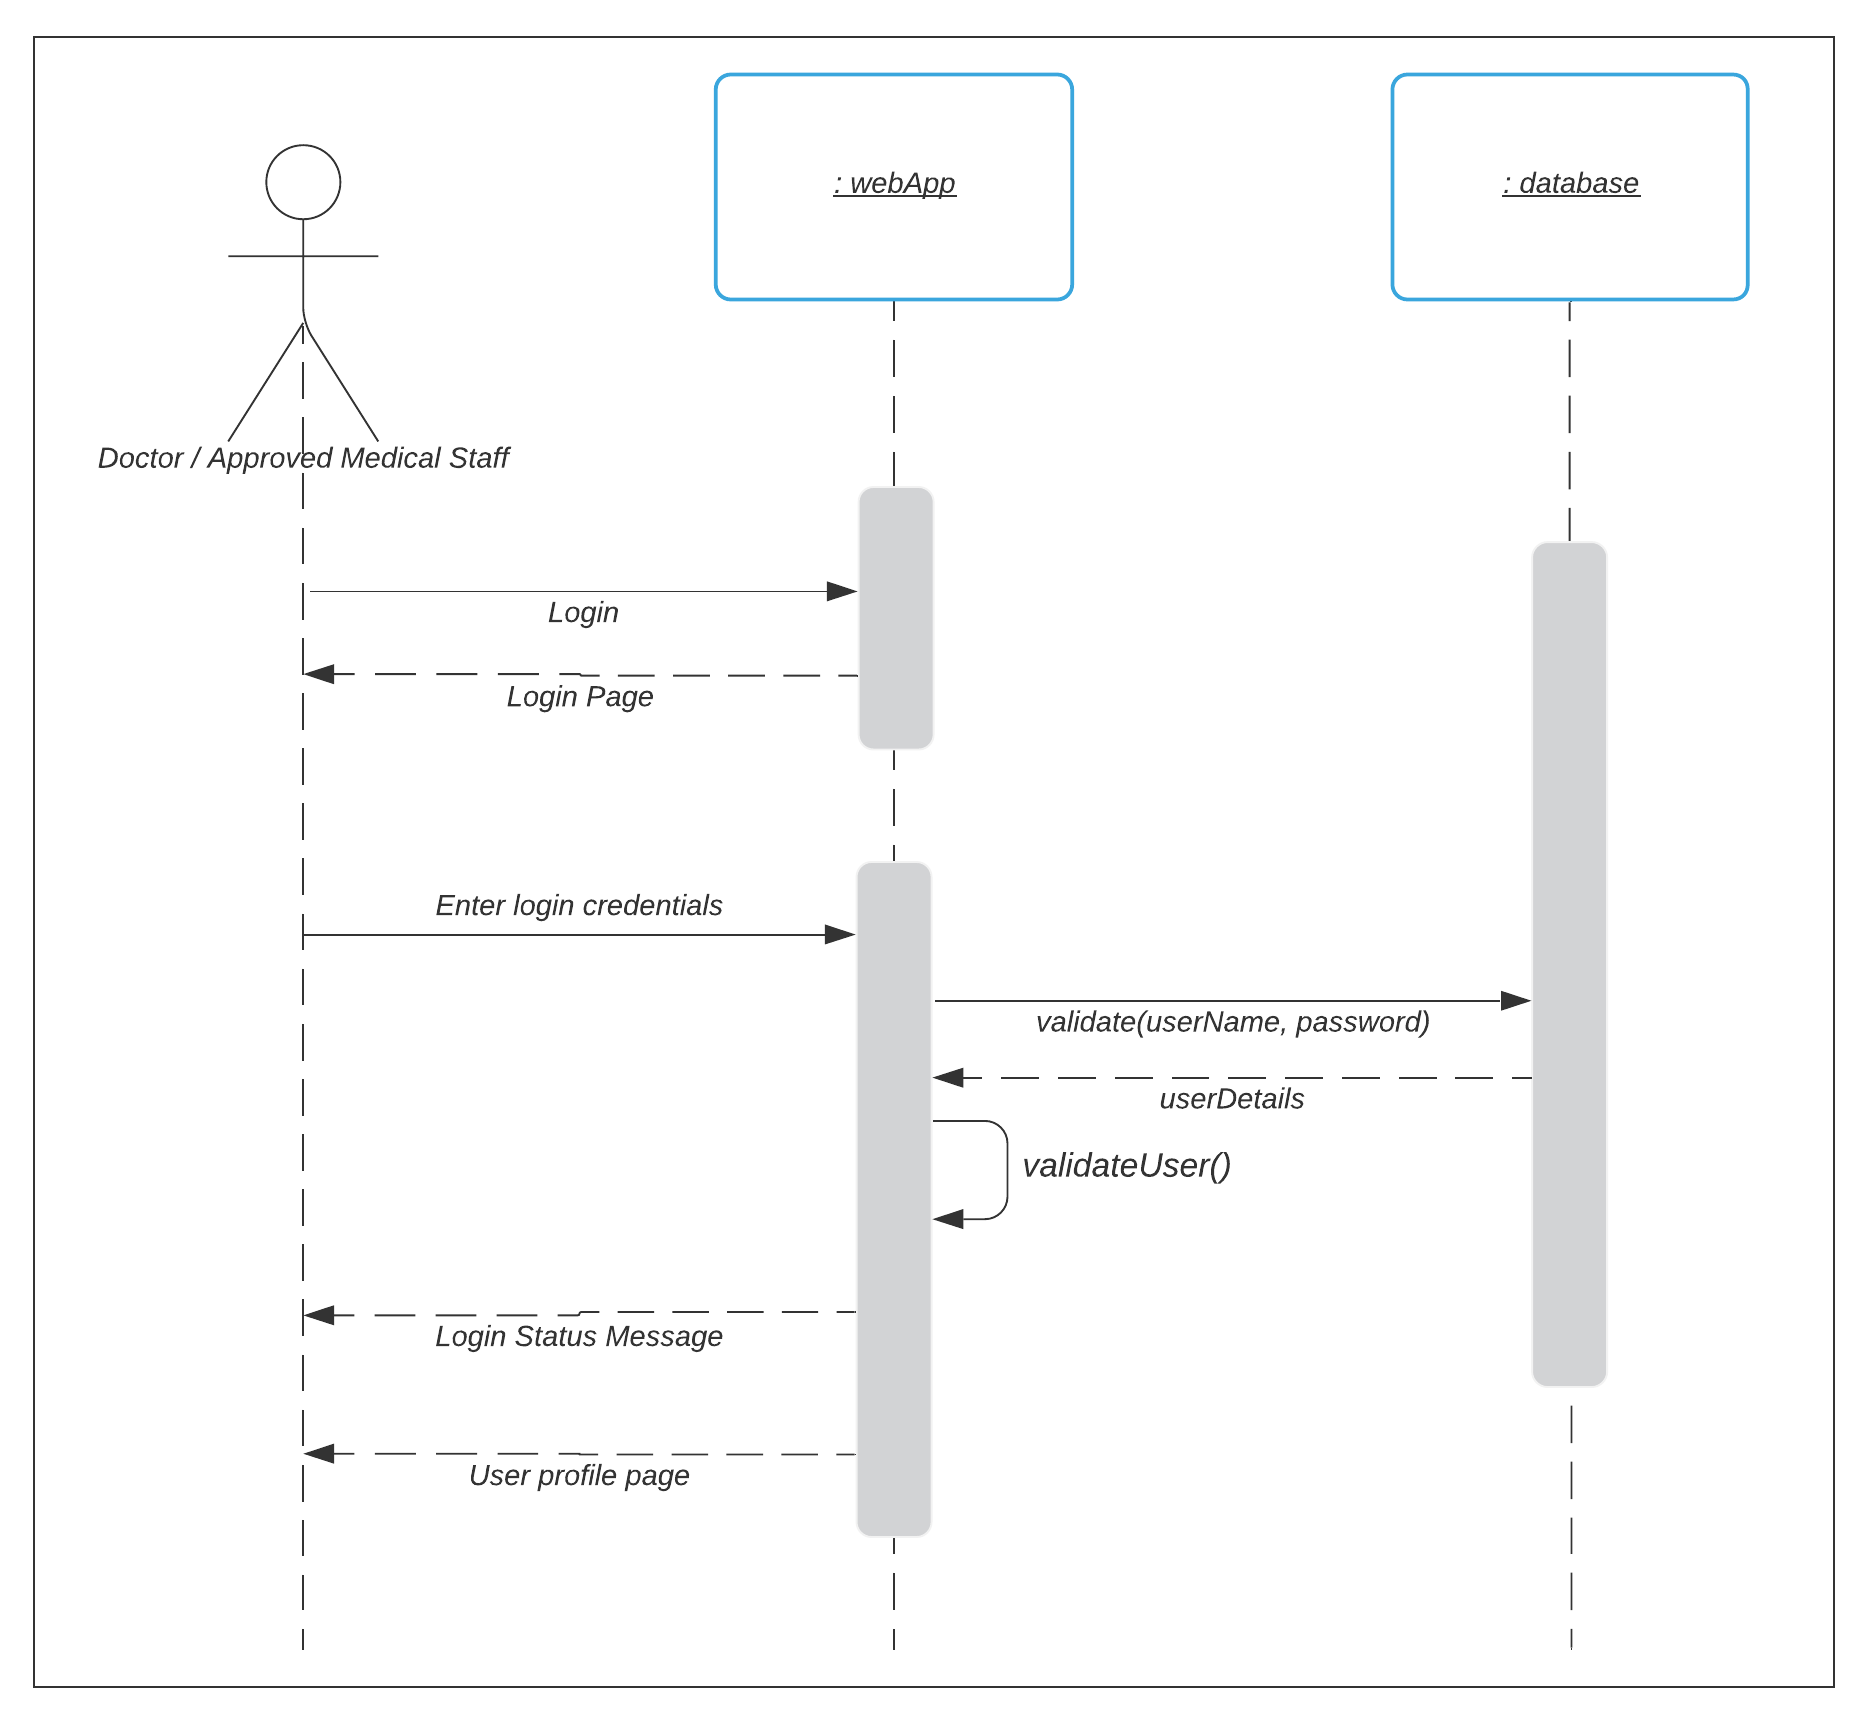 : webApp
: database
Doctor / Approved Medical Staff
Login
Login Page
Enter login credentials
validate(userName, password)
userDetails
validateUser()
Login Status Message
User profile page